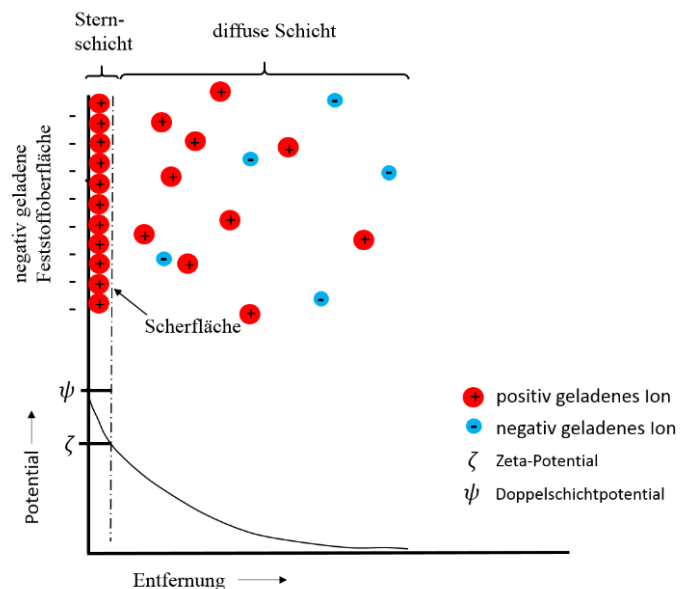 Stern-
schicht
diffuse Schicht
negativ geladene
Feststoffoberfläche
Scherfläche
ψ
ζ
Potential
Entfernung
positiv geladenes Ion
negativ geladenes Ion
ζ Zeta-Potential
ψ Doppelschichtpotential